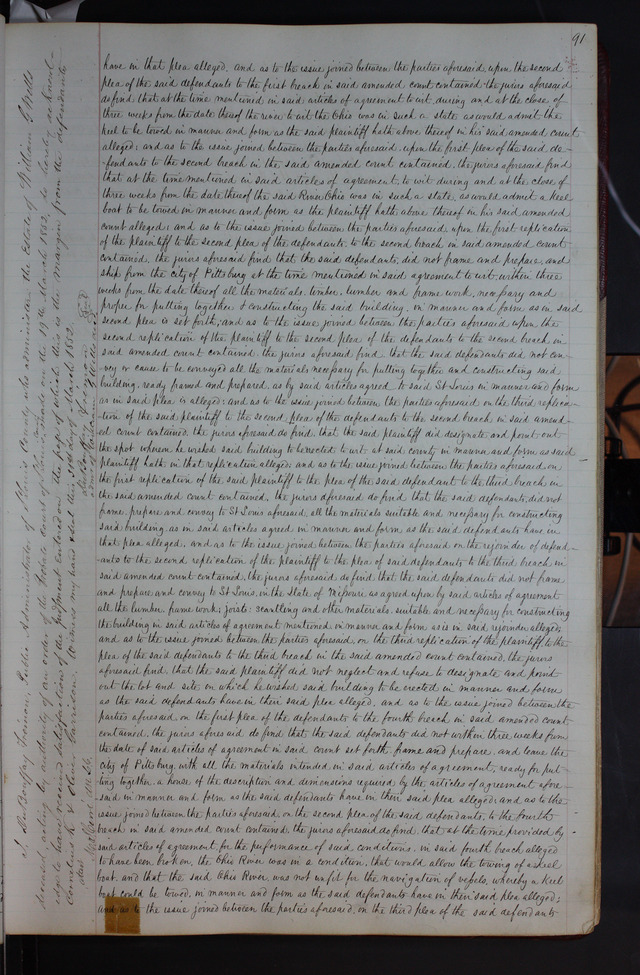 91
have in that plea alleged. and as to the issue joined between the parties aforesaid, upon the second
plea of the said defendants to the first breach in said amended count contained the jurors aforesaid
do find that at the time mentioned in said articles of agreement to wit, during and at the close of
three weeks from the date thereof the river to wit the Ohio was in such a state as would admit the
keel to be towed in manner and form as the said plaintiff hath above thereof in his said amended count
alleged; and as to the issue joined between the parties aforesaid, upon the first plea of the said de-
-fendants to the second breach in the said amended count contained, the jurors aforesaid find
that at the time mentioned in said articles of agreement, to wit during and at the close of
three weeks from the date thereof the said River Ohio was in such a state, as would admit a keel
boat to be towed in manner and form as the plaintiff hath above thereof in his said amended
count alleged: and as to the issue joined between the parties aforesaid upon the first replication
of the plaintiff to the second plea of the defendants to the second breach in said amended count
contained, the jurors aforesaid find that the said defendants, did not frame and prepare, and
ship from the city of Pittsburg at the time mentioned in said agreement to wit: within three
weeks from the date thereof all the materials, timber, lumber and frame work, necessary and
proper for putting together & constructing the said building, in manner and form as in said
second plea is set forth; and as to the issue joined between the parties aforesaid upon the
second replication of the plaintiff to the second plea of the defendants to the second breach in
said amended count contained the jurors aforesaid find that the said defendants did not con-
vey or cause to be conveyed all the materials necessary for putting together and constructing said
building, ready framed and prepared, as by said articles agreed to said St Louis in manner and form
as in said plea is alleged: and as to the issue joined between the parties aforesaid on the third replica-
-tion of the said plaintiff to the second plea of the defendants to the second breach in said amend-
ed count contained, the jurors aforesaid do find, that the said plaintiff did designate and point out
the spot whereon he wished said building to be erected to wit at said county in manner and form as said
plaintiff hath in that replication alleged: and as to the issue joined between the parties aforesaid on
the first replication of the said plaintiff to the plea of the said defendant to the third breach in
the said amended count contained, the jurors aforesaid do find that the said defendants, did not
frame prepare and convey to St Louis aforesaid, all the materials suitable and necessary for constructing
said building as in said articles agreed in manner and form as the said defendants have in
that plea alleged. and as to the issue joined between the parties aforesaid on the rejoinder of defend-
-ants to the second replication of the plaintiff to the plea of said defendants to the third breach in
said amended count contained, the jurors aforesaid do find, that the said defendants did not frame
and prepare and convey to St Louis, in the State of Missouri as agreed upon by said articles of agreement
all the lumber, frame work; joists; scantling and other materials, suitable and necessary for constructing
the building in said articles of agreement mentioned in manner and form as is in said rejoinder alleged;
and as to the issue joined between the parties aforesaid, on the third replication of the plaintiff, to the
plea of the said defendants to the third breach in the said amended count contained, the jurors
aforesaid find, that the said plaintiff did not neglect and refuse to designate and point
out the lot and site, on which he wished said building to be erected in manner and form
as the said defendants have in their said plea alleged, and as to the issue joined between the
parties aforesaid on the first plea of the defendants to the fourth breach in said amended count
contained, the jurors aforesaid do find that the said defendants did not within three weeks from
the date of said articles of agreement in said count set forth, frame and prepare, and leave the
city of Pittsburg with all the materials intended in said articles of agreement, ready for put-
ting together, a house of the description and dimensions required by the articles of agreement afore-
said in manner and form as the said defendants have in their said plea alleged: and as to the
issue joined between the parties aforesaid, on the second plea of the said defendants, to the fourth
breach in said amended count contained, the jurors aforesaid do find, that at the time provided by
said articles of agreement for the performance of said conditions in said fourth breach alleged
to have been broken, the Ohio River was in a condition, that would allow the towing of a keel
boat, and that the said Ohio River was not unfit for the navigation of vessels, whereby a keel
boat could be towed in manner and form as the said defendants have in their said plea alleged;
and as to the issue joined between the parties aforesaid, on the third plea of the said defendants
Public Administrator of St Louis County administering the Estate of William C Wills
deceased, acting by authority of an order of the Probate Court of
have received satisfaction of the judgment Entered on the page on which this is the margin from the defendants